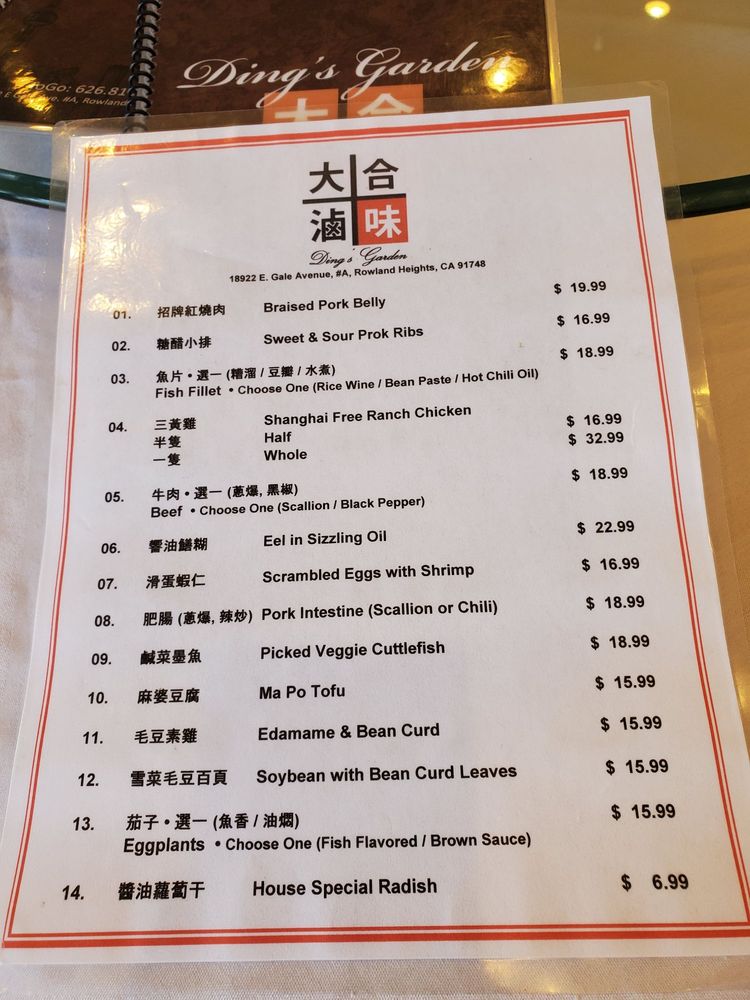 Ding's Garden
大合
大合
滷味
Ding's Garden
18922 E. Gale Avenue, #A, Rowland Heights, CA 91748
01. 招牌紅燒肉 Braised Pork Belly $ 19.99
02. 糖醋小排 Sweet & Sour Prok Ribs $ 16.99
03. 魚片 • 選一 (糟溜 / 豆瓣 / 水煮) $ 18.99
Fish Fillet • Choose One (Rice Wine / Bean Paste / Hot Chili Oil)
04. 三黃雞 Shanghai Free Ranch Chicken
半隻 Half $ 16.99
一隻 Whole $ 32.99
05. 牛肉 • 選一 (蔥爆, 黑椒) $ 18.99
Beef • Choose One (Scallion / Black Pepper)
06. 響油鱔糊 Eel in Sizzling Oil $ 22.99
07. 滑蛋蝦仁 Scrambled Eggs with Shrimp $ 16.99
08. 肥腸 (蔥爆, 辣炒) Pork Intestine (Scallion or Chili) $ 18.99
09. 鹹菜墨魚 Picked Veggie Cuttlefish $ 18.99
10. 麻婆豆腐 Ma Po Tofu $ 15.99
11. 毛豆素雞 Edamame & Bean Curd $ 15.99
12. 雪菜毛豆百頁 Soybean with Bean Curd Leaves $ 15.99
13. 茄子 • 選一 (魚香 / 油燜) $ 15.99
Eggplants • Choose One (Fish Flavored / Brown Sauce)
14. 醬油蘿蔔干 House Special Radish $ 6.99